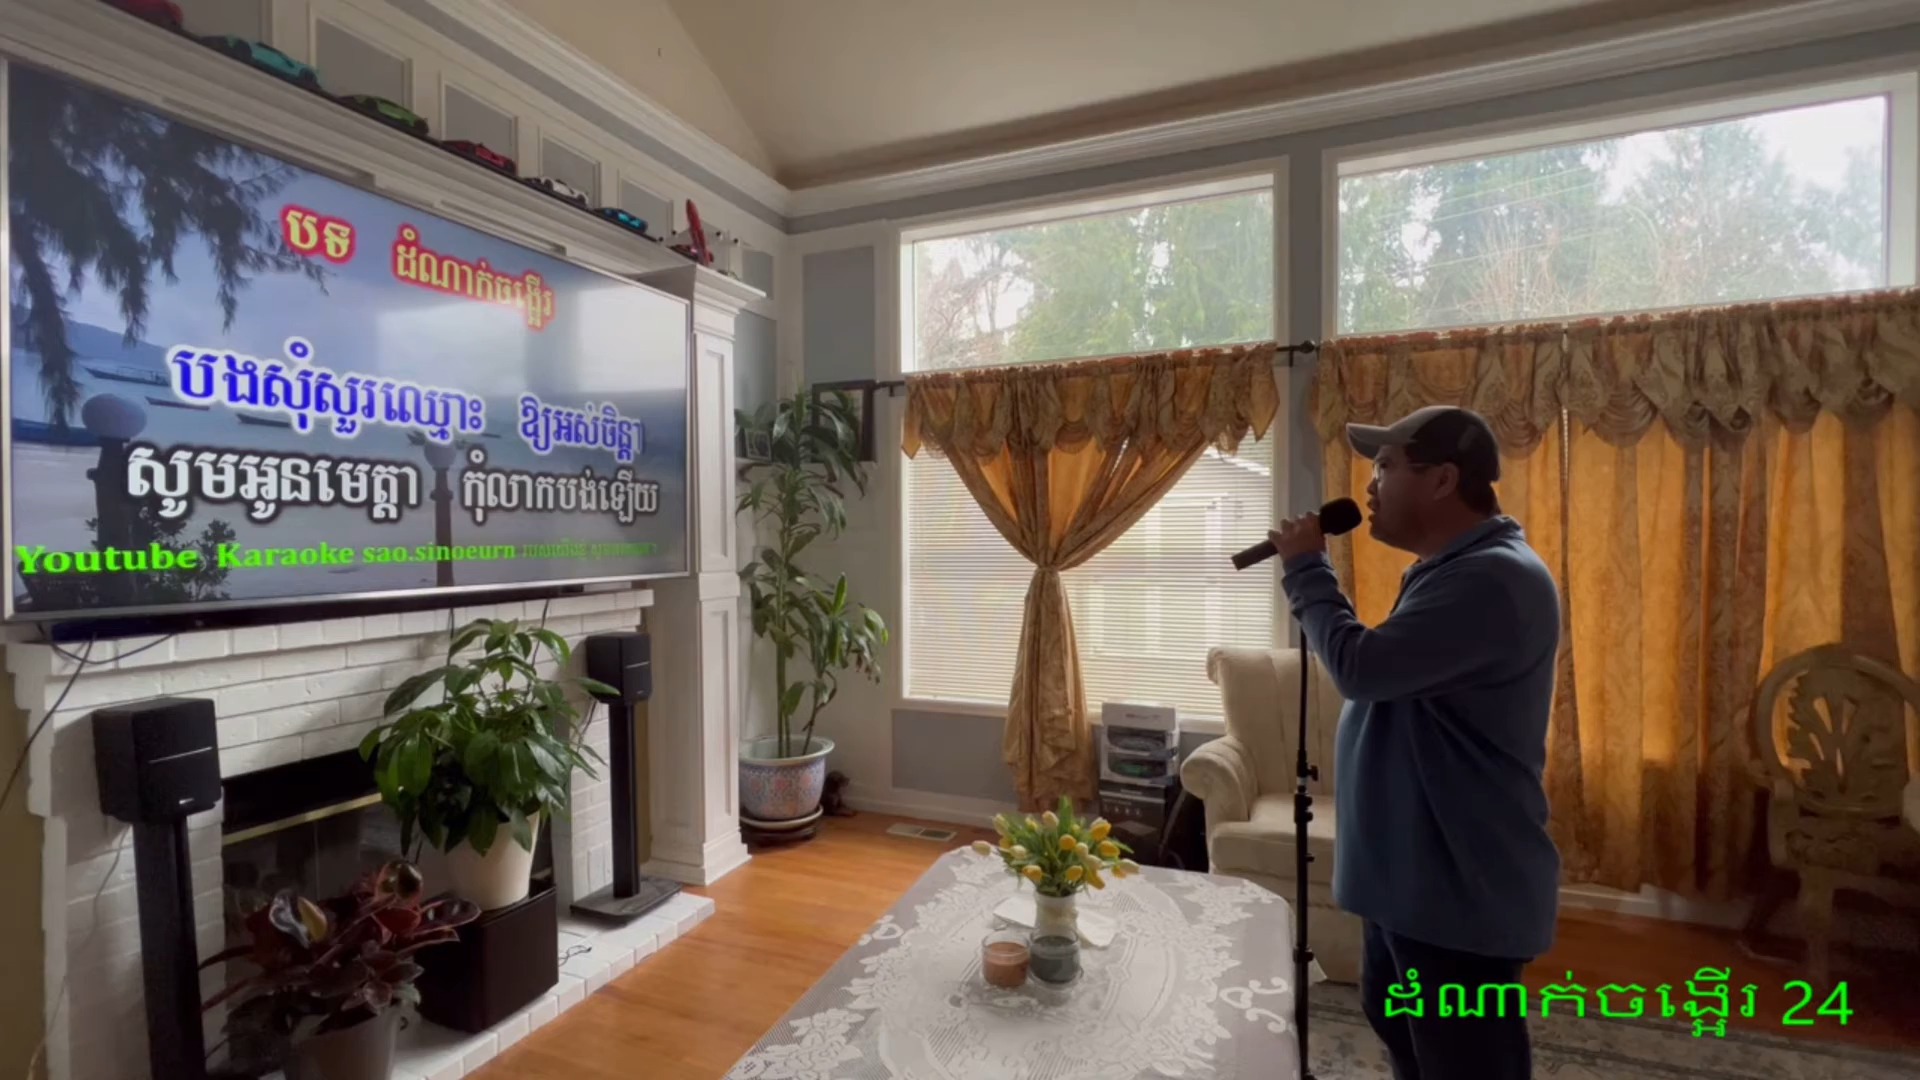 បទ ដំណាក់ចង្អើរ
បងសុំសួរឈ្មោះ ឱ្យអស់ចិន្តា
សូមអូនមេត្តា កុំលាកបង់ឡើយ
Youtube Karaoke sao.sinoeurn
ដំណាក់ចង្អើរ 24